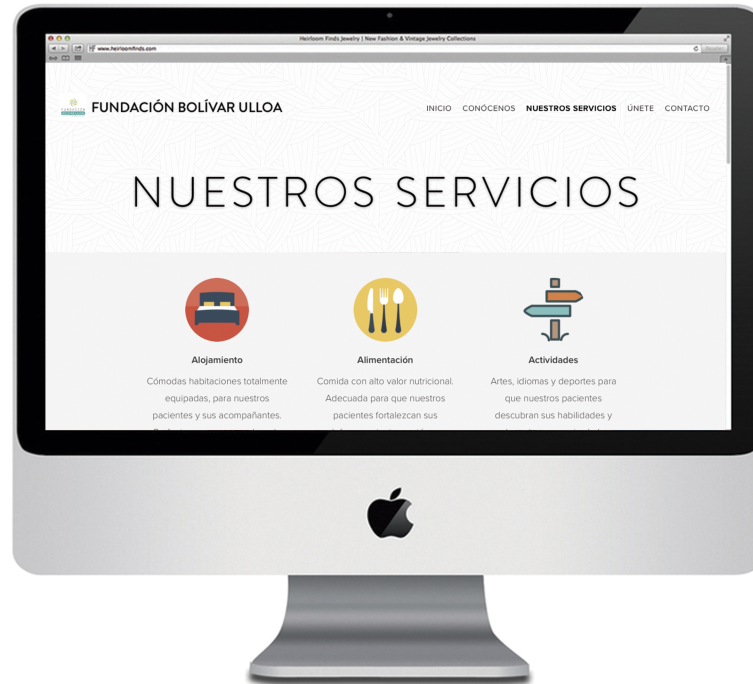 Heirloom Finds Jewelry | New Fashion & Vintage Jewelry Collections
www.heirloomfinds.com
Reader
FUNDACIÓN BOLÍVAR ULLOA
INICIO CONÓCENOS NUESTROS SERVICIOS ÚNETE CONTACTO
NUESTROS SERVICIOS
Alojamiento
Cómodas habitaciones totalmente
equipadas, para nuestros
pacientes y sus acompañantes.
Alimentación
Comida con alto valor nutricional.
Adecuada para que nuestros
pacientes fortalezcan sus
Actividades
Artes, idiomas y deportes para
que nuestros pacientes
descubran sus habilidades y